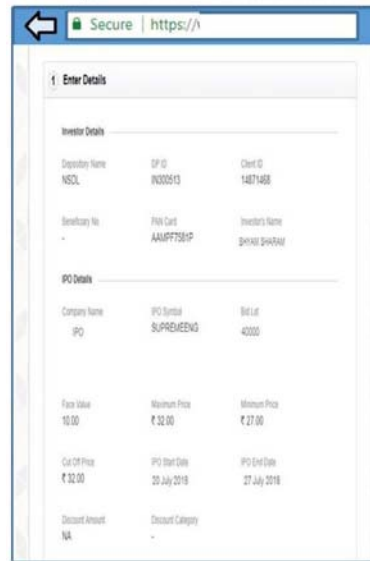 Secure | https://
1 Enter Details
Investor Details
Depository Name DP ID Client ID
NSDL IN300513 14871468
Beneficiary No PAN Card Investor's Name
- AAMPF7581P SHYAM SHARAM
IPO Details
Company Name IPO Symbol Bid Lot
IPO SUPREMEENG 40000
Face Value Maximum Price Minimum Price
10.00 ₹ 32.00 ₹ 27.00
Cut Off Price IPO Start Date IPO End Date
₹ 32.00 20 July 2018 27 July 2018
Discount Amount Discount Category
NA -